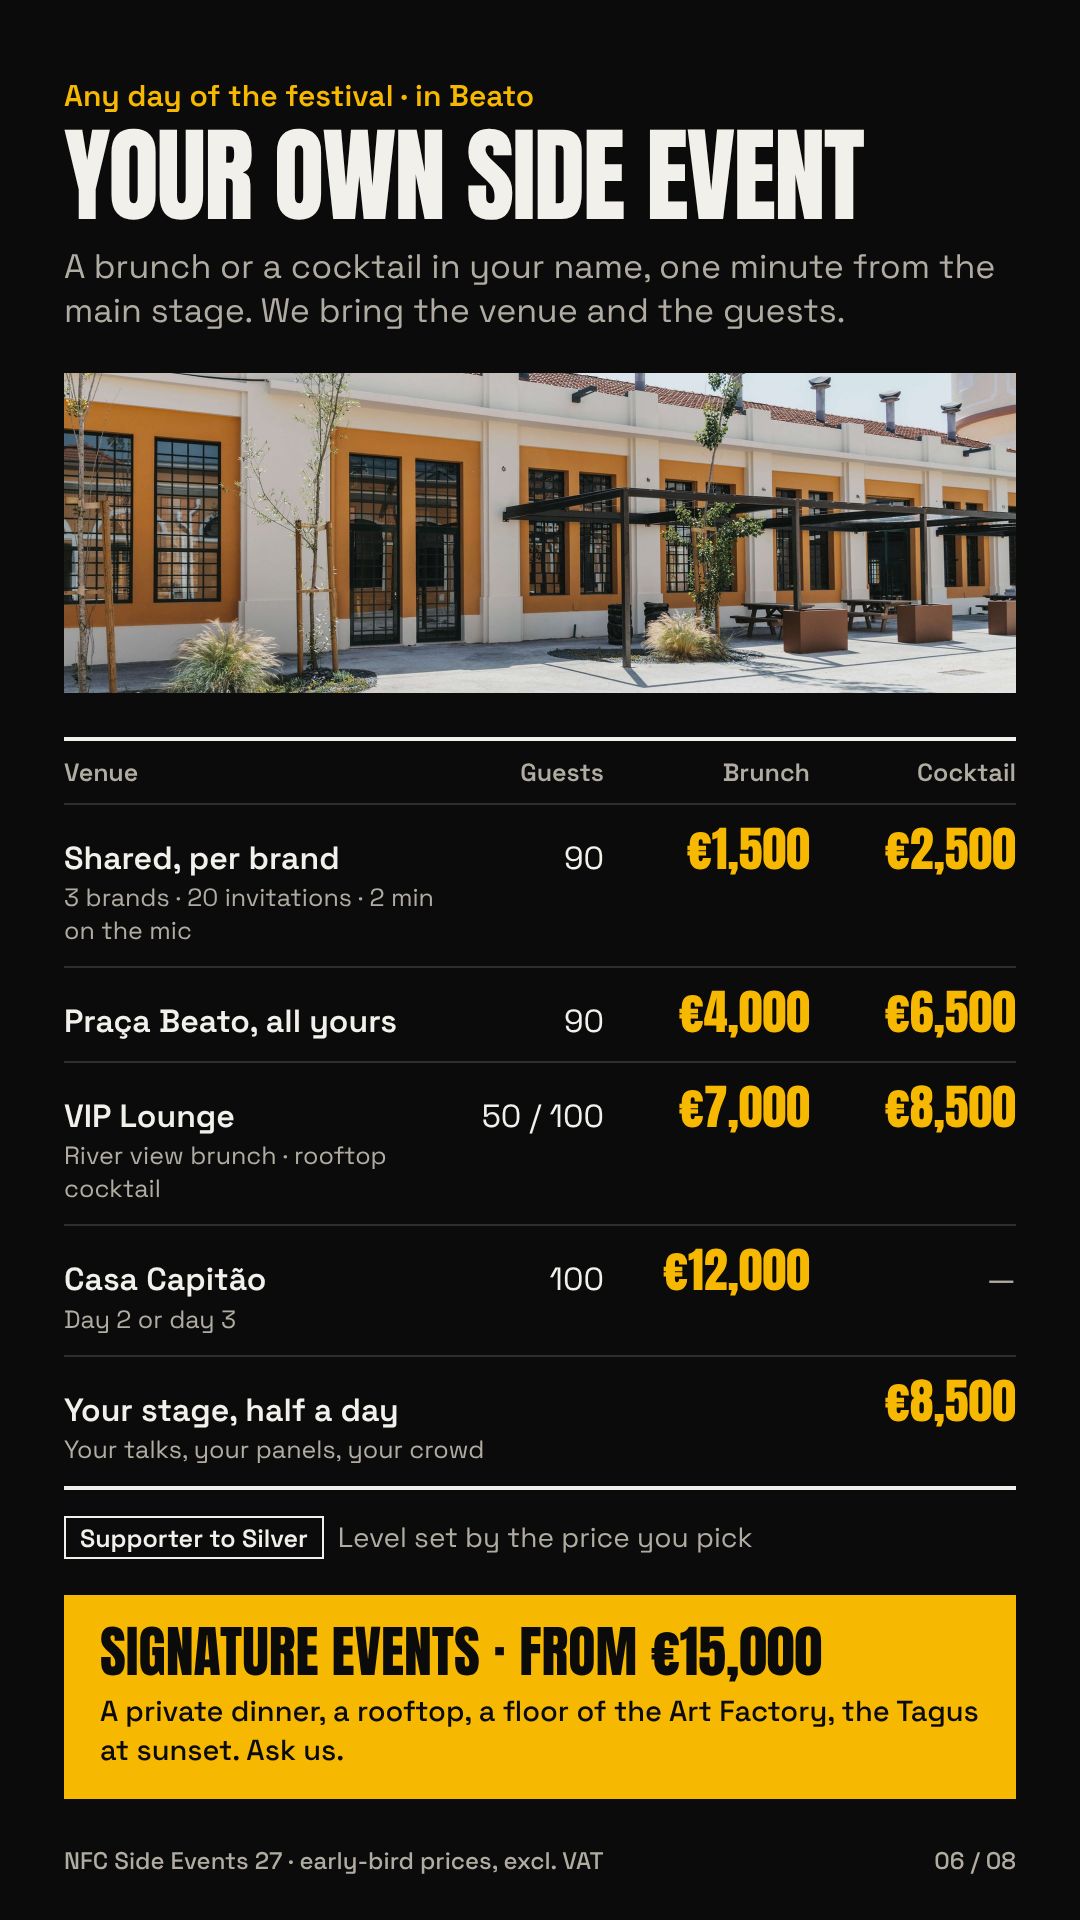 Any day of the festival · in Beato
YOUR OWN SIDE EVENT
A brunch or a cocktail in your name, one minute from the
main stage. We bring the venue and the guests.
Venue Guests Brunch Cocktail
Shared, per brand 90 €1,500 €2,500
3 brands · 20 invitations · 2 min
on the mic
Praça Beato, all yours 90 €4,000 €6,500
VIP Lounge 50 / 100 €7,000 €8,500
River view brunch · rooftop
cocktail
Casa Capitão 100 €12,000 —
Day 2 or day 3
Your stage, half a day €8,500
Your talks, your panels, your crowd
Supporter to Silver Level set by the price you pick
SIGNATURE EVENTS · FROM €15,000
A private dinner, a rooftop, a floor of the Art Factory, the Tagus
at sunset. Ask us.
NFC Side Events 27 · early-bird prices, excl. VAT 06 / 08